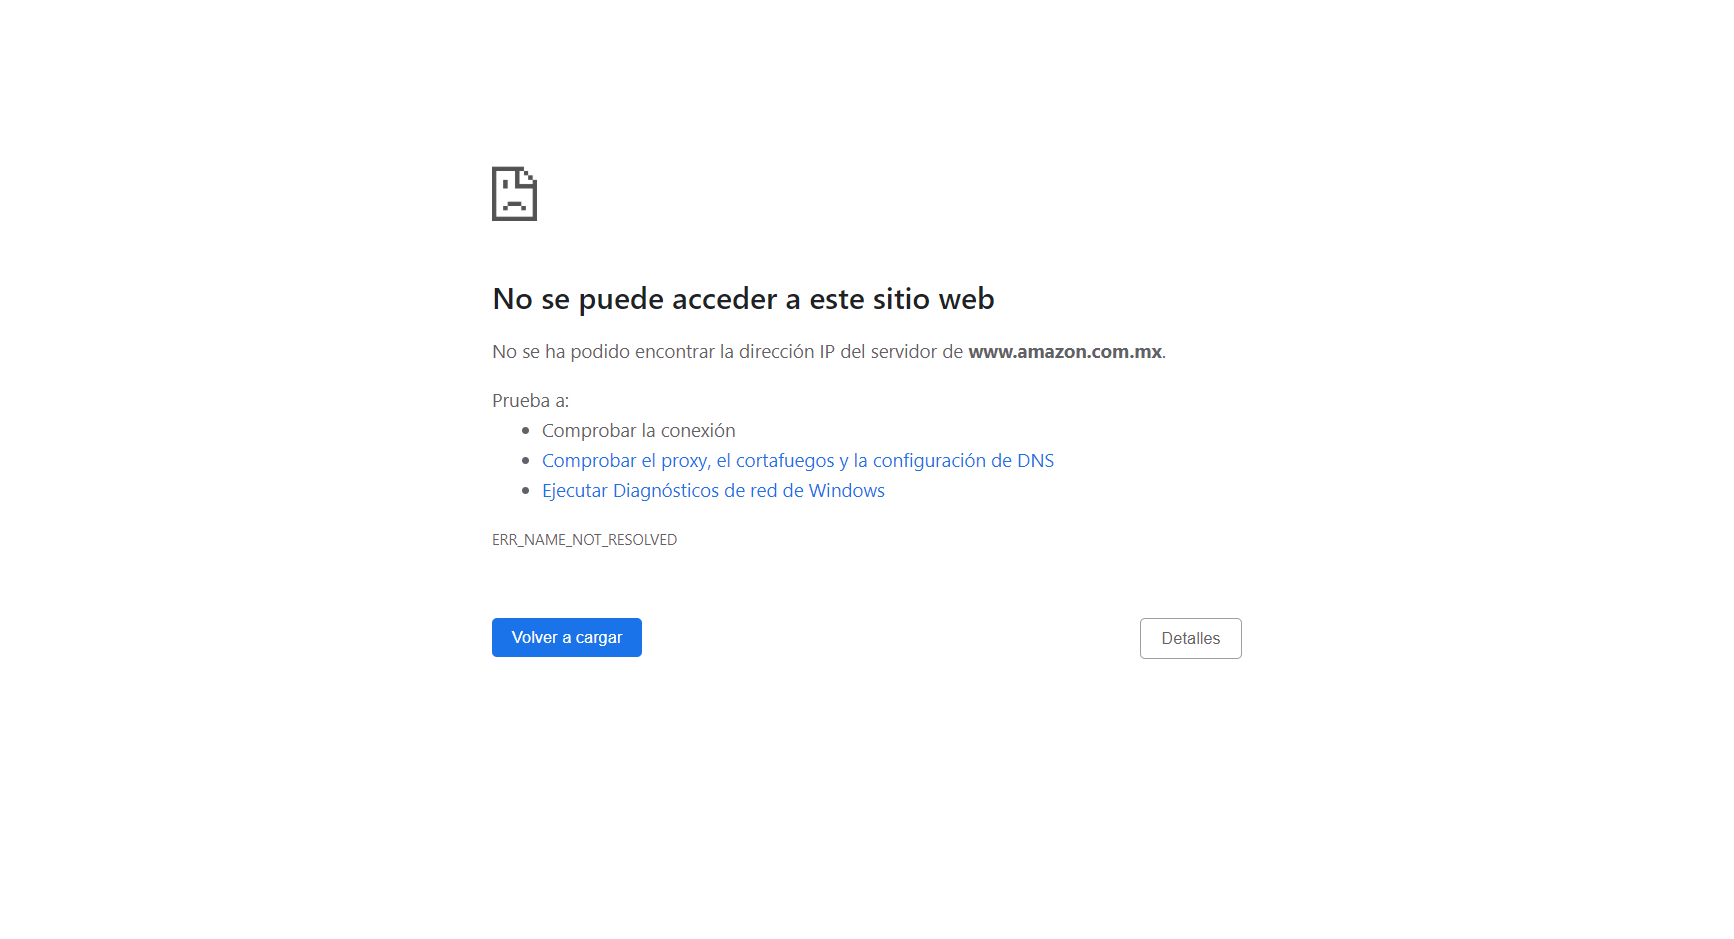 No se puede acceder a este sitio web
No se ha podido encontrar la dirección IP del servidor de www.amazon.com.mx.
Prueba a:
Comprobar la conexión
Comprobar el proxy, el cortafuegos y la configuración de DNS
Ejecutar Diagnósticos de red de Windows
ERR_NAME_NOT_RESOLVED
Volver a cargar
Detalles